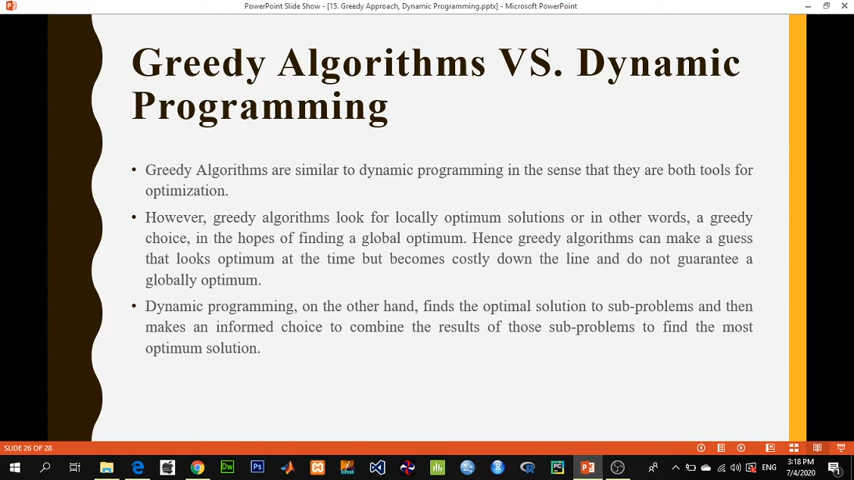 PowerPoint Slide Show - [15. Greedy Approach, Dynamic Programming.pptx] - Microsoft PowerPoint
Greedy Algorithms VS. Dynamic
Programming
• Greedy Algorithms are similar to dynamic programming in the sense that they are both tools for
optimization.
• However, greedy algorithms look for locally optimum solutions or in other words, a greedy
choice, in the hopes of finding a global optimum. Hence greedy algorithms can make a guess
that looks optimum at the time but becomes costly down the line and do not guarantee a
globally optimum.
• Dynamic programming, on the other hand, finds the optimal solution to sub-problems and then
makes an informed choice to combine the results of those sub-problems to find the most
optimum solution.
SLIDE 26 OF 28
Dw
Ps
R
PC
ENG
3:18 PM
7/4/2020